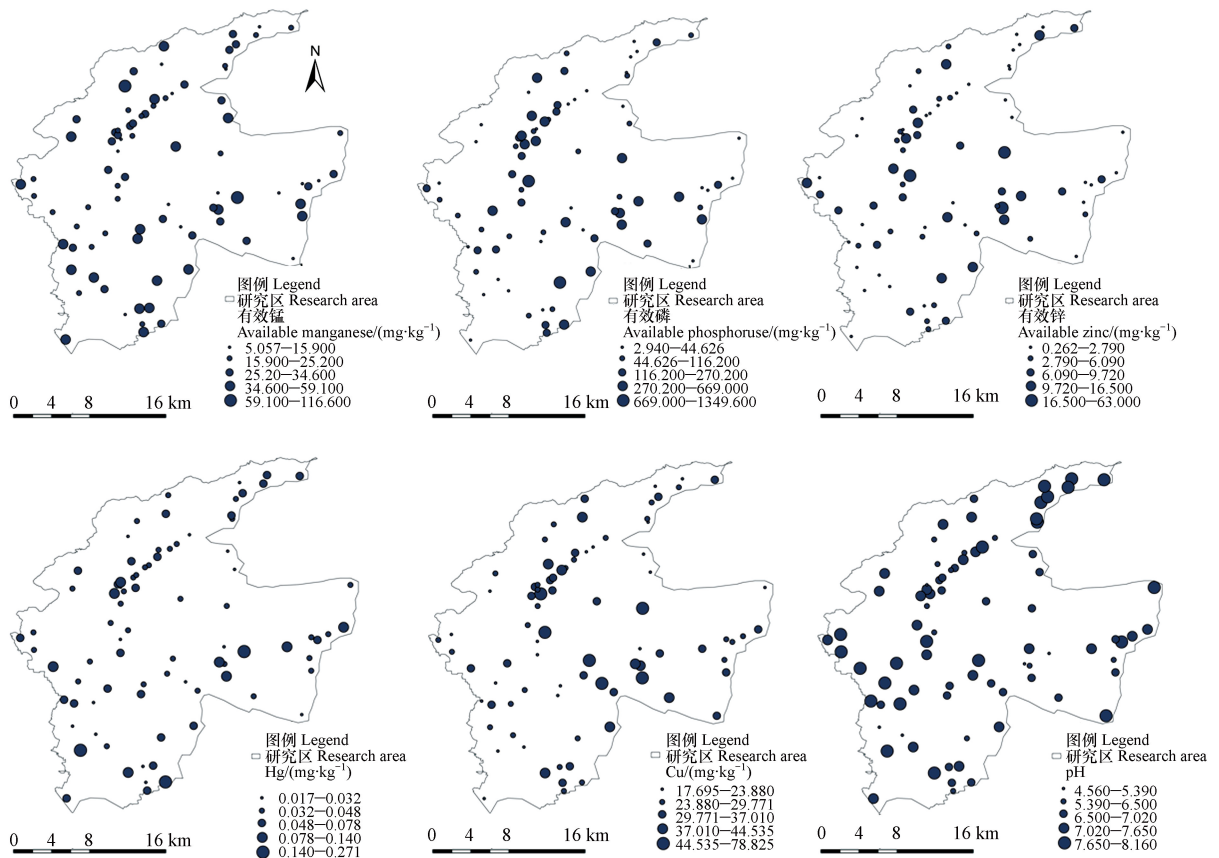 N
图例 Legend
研究区 Research area
有效锰
Available manganese/(mg·kg⁻¹)
5.057—15.900
15.900—25.200
25.20—34.600
34.600—59.100
59.100—116.600
0 4 8 16 km
图例 Legend
研究区 Research area
有效磷
Available phosphoruse/(mg·kg⁻¹)
2.940—44.626
44.626—116.200
116.200—270.200
270.200—669.000
669.000—1349.600
0 4 8 16 km
图例 Legend
研究区 Research area
有效锌
Available zinc/(mg·kg⁻¹)
0.262—2.790
2.790—6.090
6.090—9.720
9.720—16.500
16.500—63.000
0 4 8 16 km
图例 Legend
研究区 Research area
Hg/(mg·kg⁻¹)
0.017—0.032
0.032—0.048
0.048—0.078
0.078—0.140
0.140—0.271
0 4 8 16 km
图例 Legend
研究区 Research area
Cu/(mg·kg⁻¹)
17.695—23.880
23.880—29.771
29.771—37.010
37.010—44.535
44.535—78.825
0 4 8 16 km
图例 Legend
研究区 Research area
pH
4.560—5.390
5.390—6.500
6.500—7.020
7.020—7.650
7.650—8.160
0 4 8 16 km